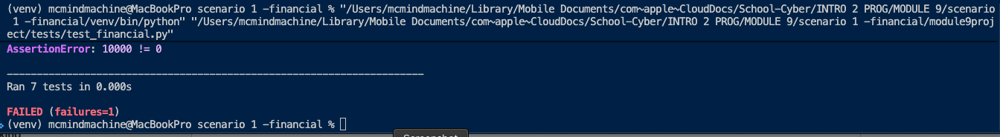 (venv) mcmindmachine@MacBookPro scenario 1 -financial % "/Users/mcmindmachine/Library/Mobile Documents/com~apple~CloudDocs/School-Cyber/INTRO 2 PROG/MODULE 9/scenario
1 -financial/venv/bin/python" "/Users/mcmindmachine/Library/Mobile Documents/com~apple~CloudDocs/School-Cyber/INTRO 2 PROG/MODULE 9/scenario 1 -financial/module9proj
ect/tests/test_financial.py"
AssertionError: 10000 != 0
----------------------------------------------------------------------
Ran 7 tests in 0.000s
FAILED (failures=1)
(venv) mcmindmachine@MacBookPro scenario 1 -financial %
Screenshot